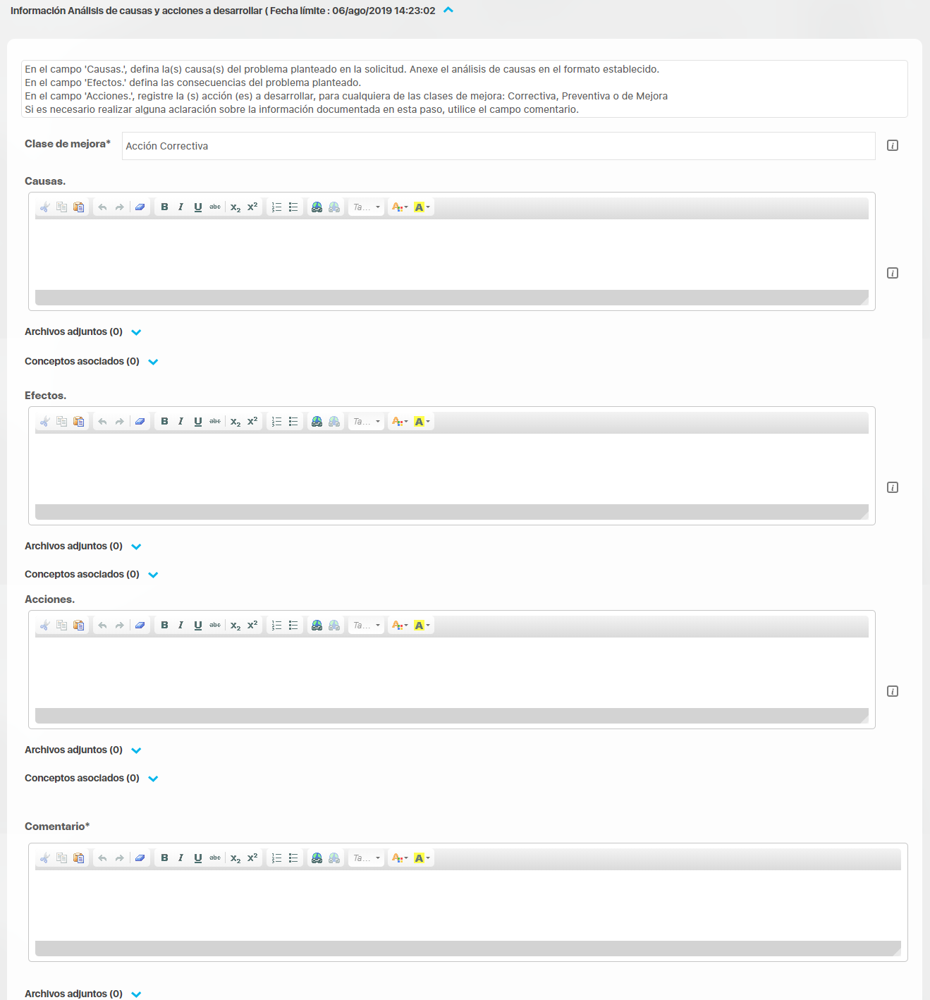 Información Análisis de causas y acciones a desarrollar ( Fecha límite : 06/ago/2019 14:23:02
En el campo 'Causas.', defina la(s) causa(s) del problema planteado en la solicitud. Anexe el análisis de causas en el formato establecido.
En el campo 'Efectos.' defina las consecuencias del problema planteado.
En el campo 'Acciones.', registre la (s) acción (es) a desarrollar, para cualquiera de las clases de mejora: Correctiva, Preventiva o de Mejora
Si es necesario realizar alguna aclaración sobre la información documentada en esta paso, utilice el campo comentario.
Clase de mejora* Acción Correctiva
Causas.
B I U abc x2 x2 Ta... A A
Archivos adjuntos (0)
Conceptos asociados (0)
Efectos.
B I U abc x2 x2 Ta... A A
Archivos adjuntos (0)
Conceptos asociados (0)
Acciones.
B I U abc x2 x2 Ta... A A
Archivos adjuntos (0)
Conceptos asociados (0)
Comentario*
B I U abc x2 x2 Ta... A A
Archivos adjuntos (0)